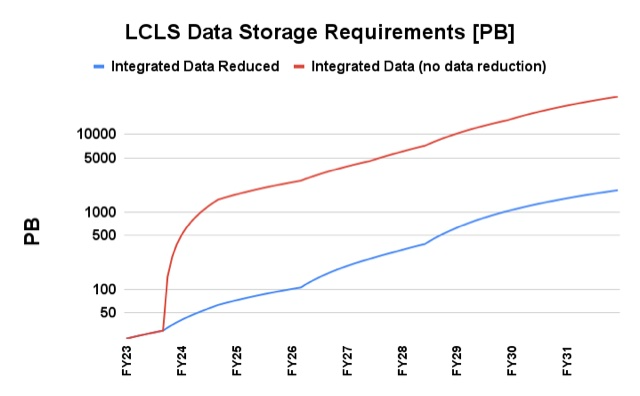 LCLS Data Storage Requirements [PB]
Integrated Data Reduced
Integrated Data (no data reduction)
10000
5000
1000
500
100
50
PB
FY23
FY24
FY25
FY26
FY27
FY28
FY29
FY30
FY31